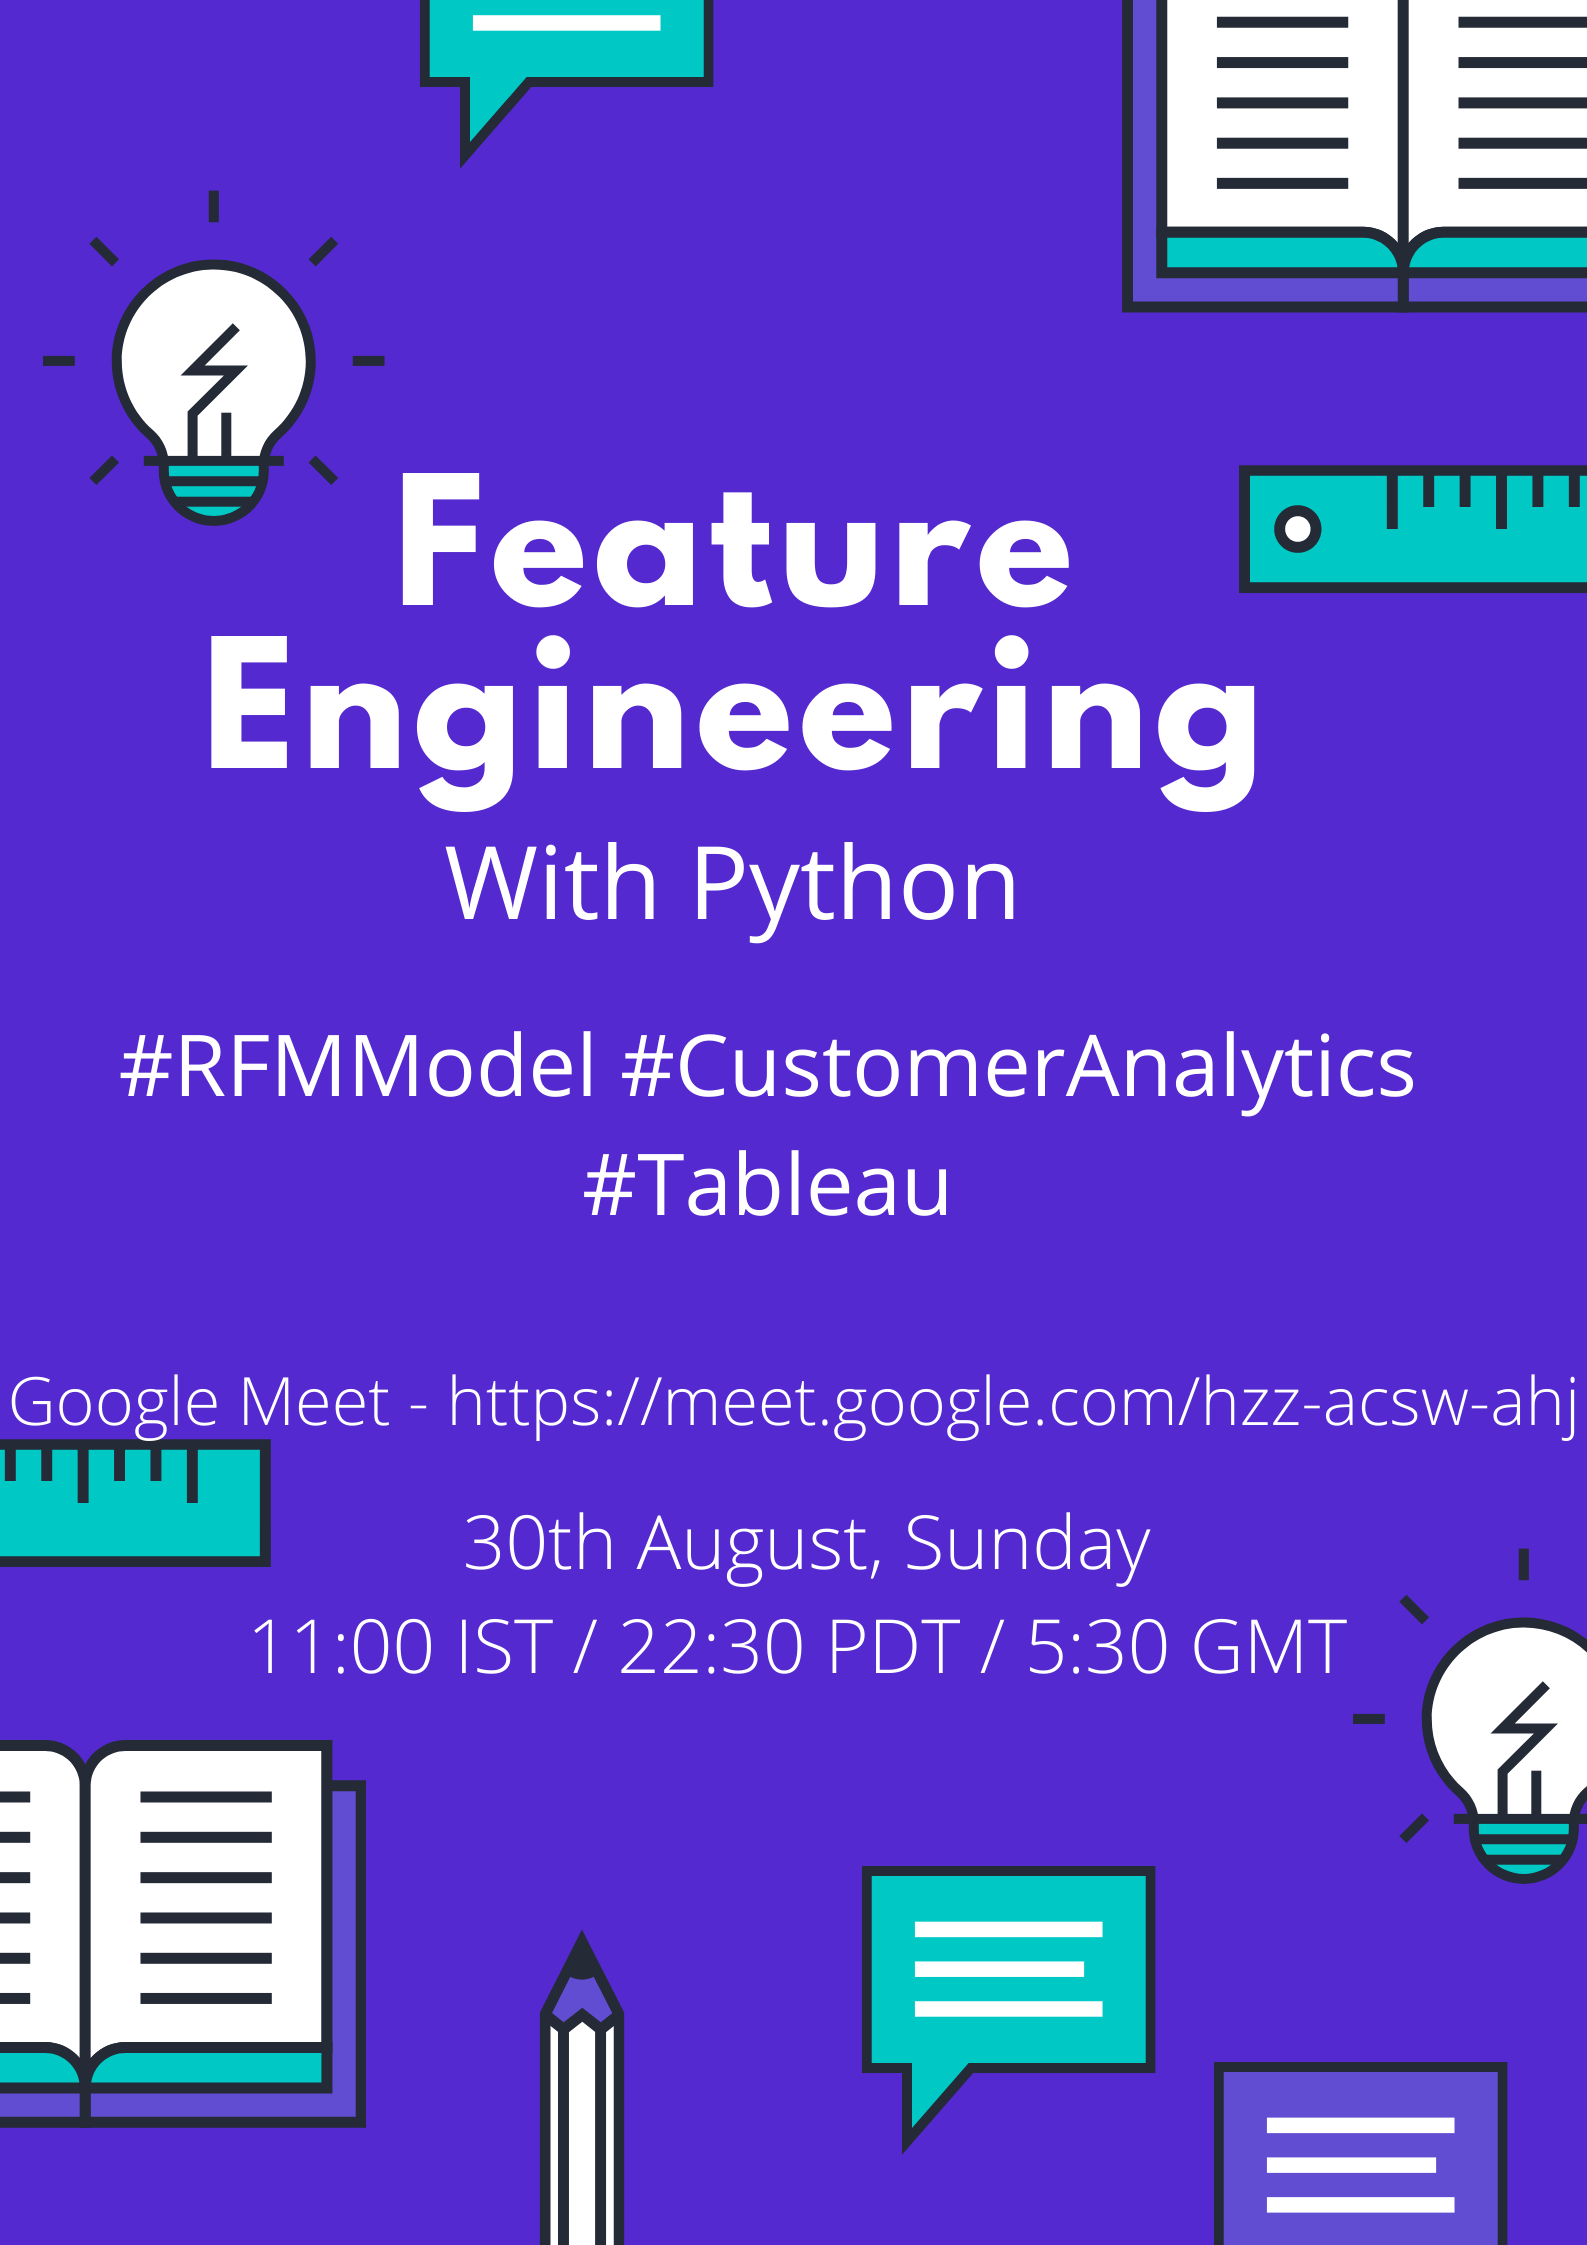 Feature
Engineering
With Python
#RFMModel #CustomerAnalytics
#Tableau
Google Meet - https://meet.google.com/hzz-acsw-ahj
30th August, Sunday
11:00 IST / 22:30 PDT / 5:30 GMT